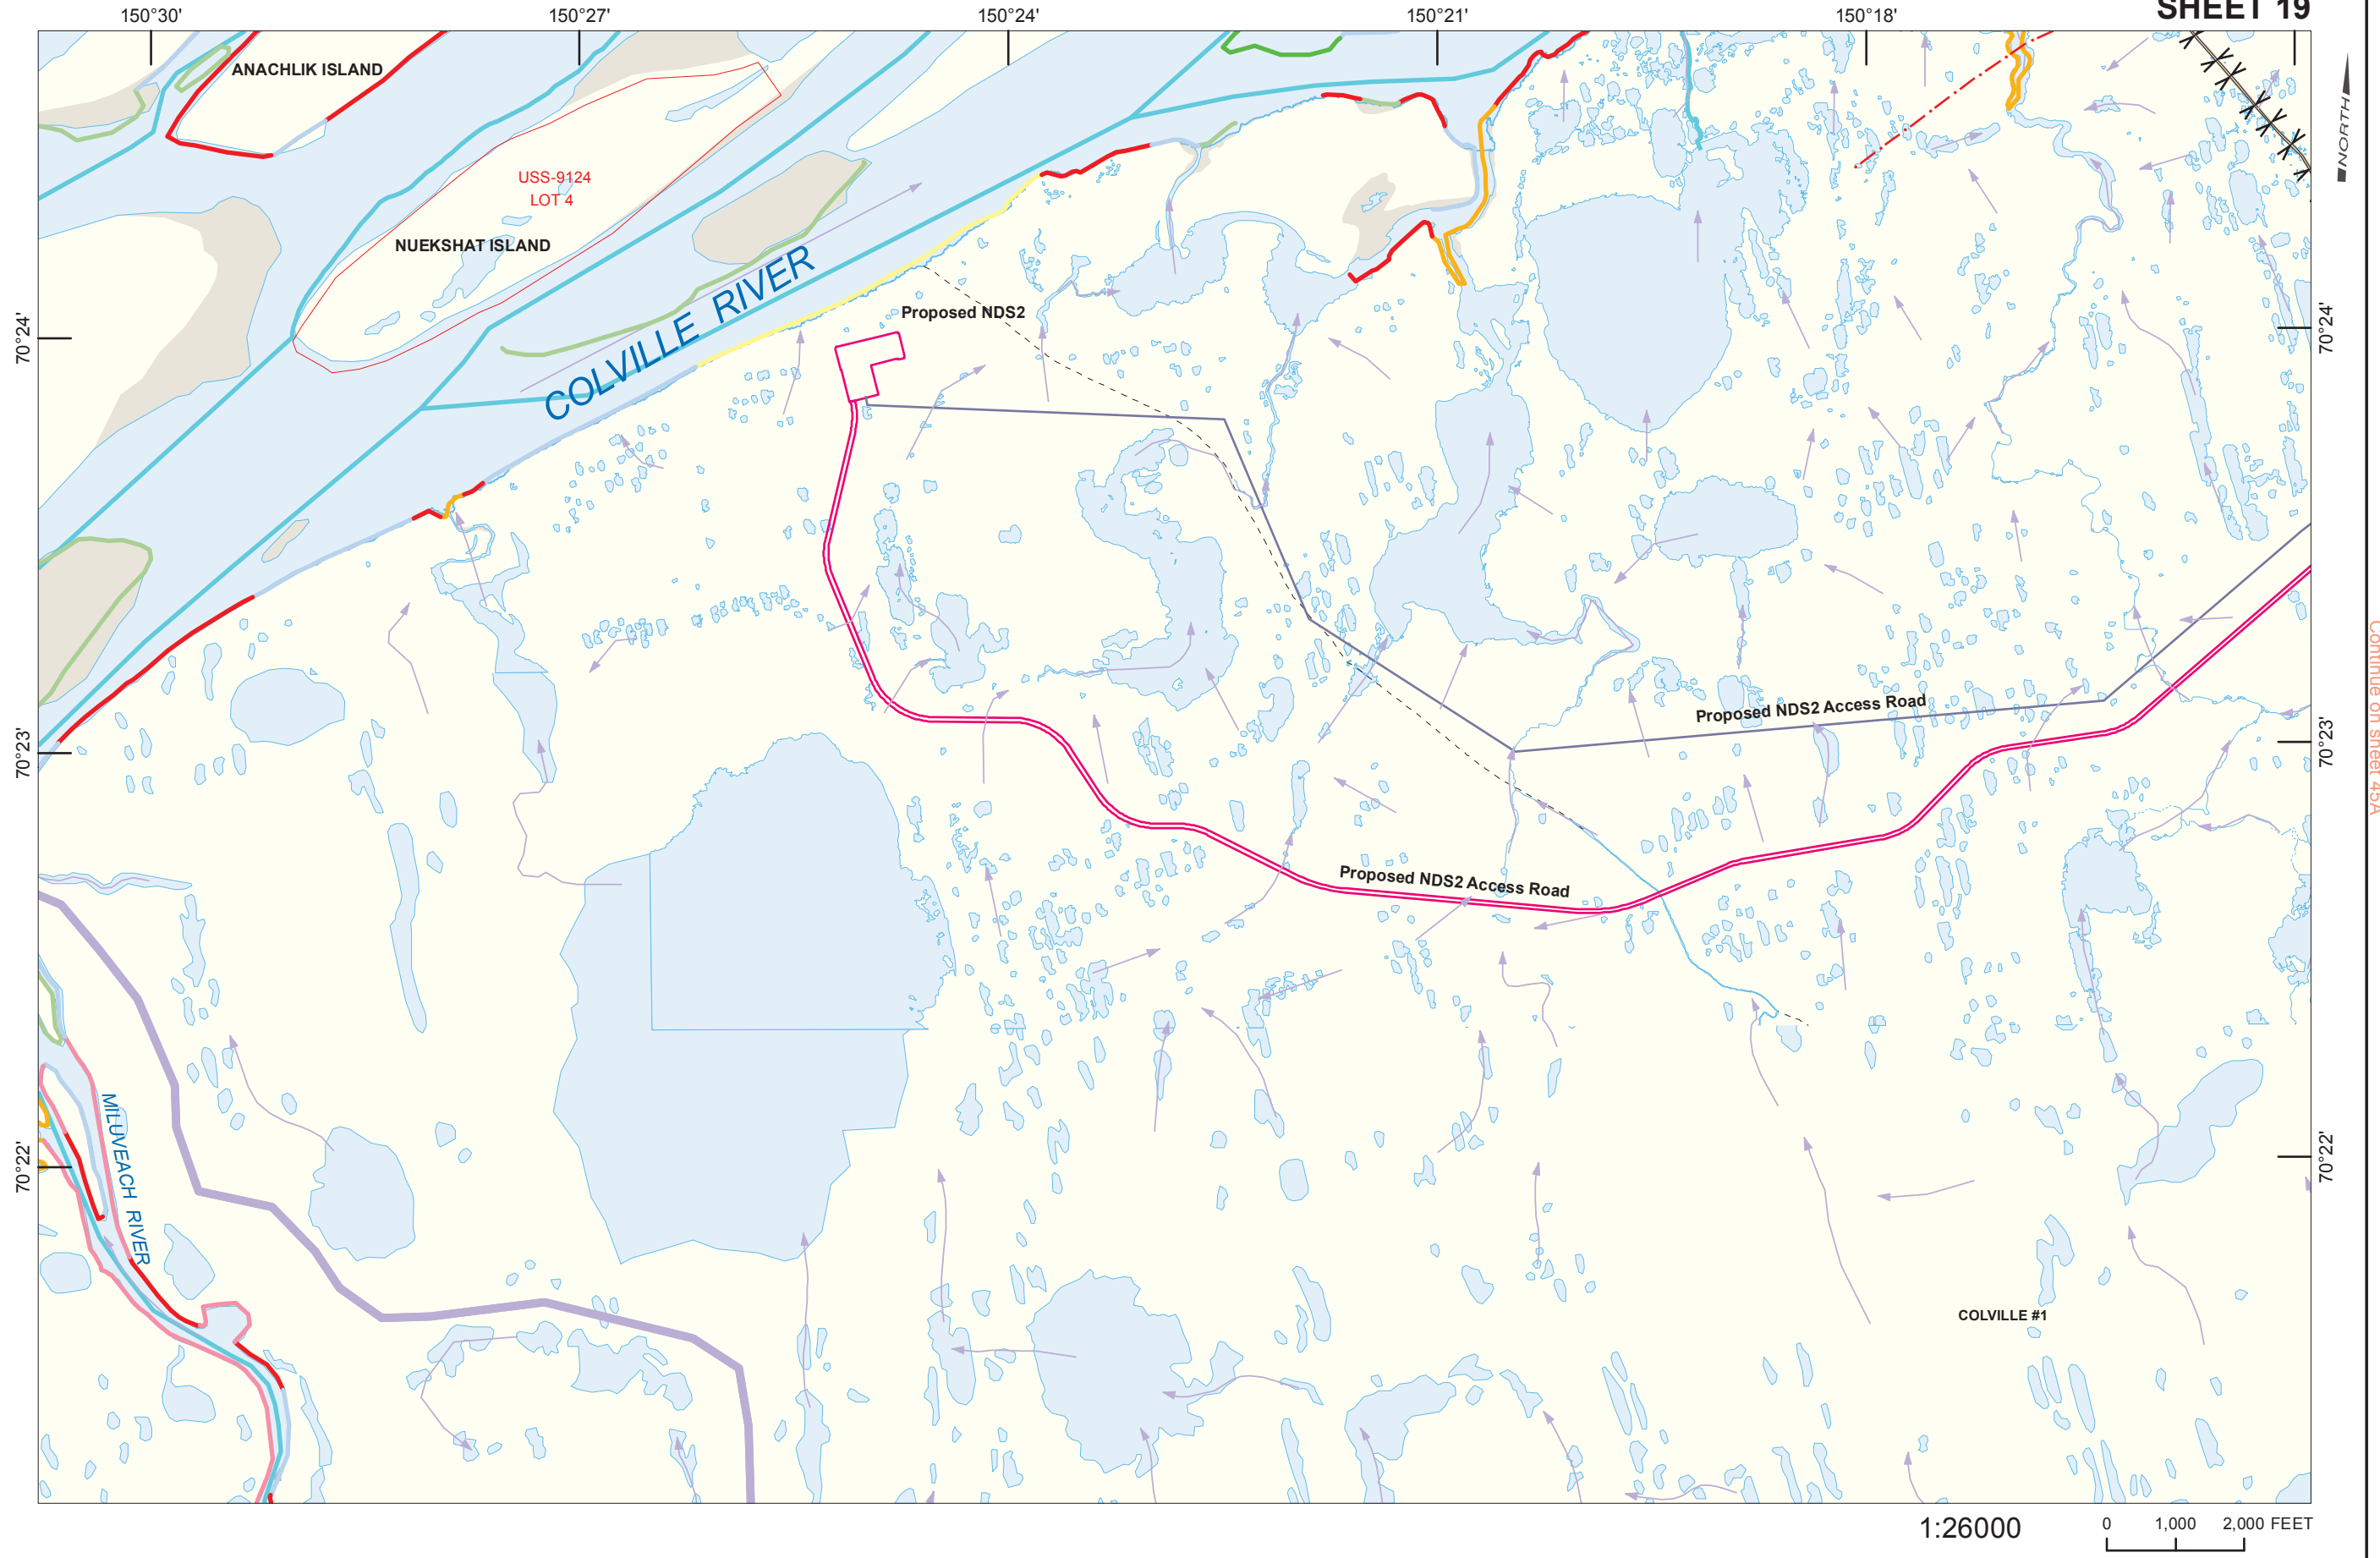 SHEET 19
150°30'
150°27'
150°24'
150°21'
150°18'
NORTH
ANACHLIK ISLAND
USS-9124
LOT 4
NUEKSHAT ISLAND
COLVILLE RIVER
Proposed NDS2
70°24'
70°24'
Proposed NDS2 Access Road
70°23'
70°23'
Continue on sheet 45A
Proposed NDS2 Access Road
MILUVEACH RIVER
70°22'
70°22'
COLVILLE #1
1:26000
0 1,000 2,000 FEET